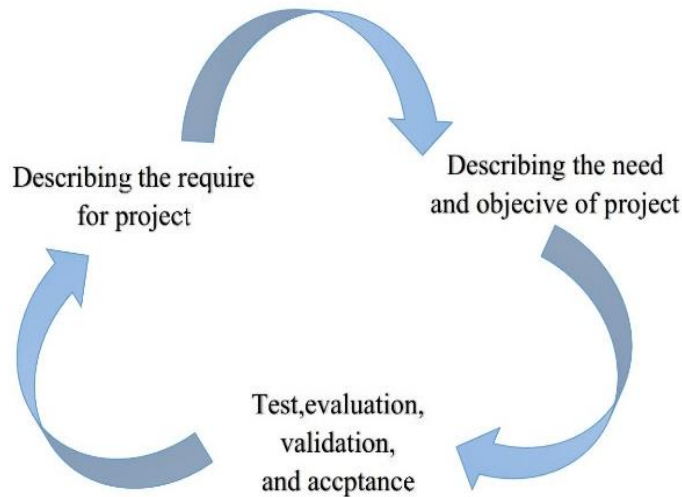 Describing the require
for project
Describing the need
and objecive of project
Test,evaluation,
validation,
and accptance